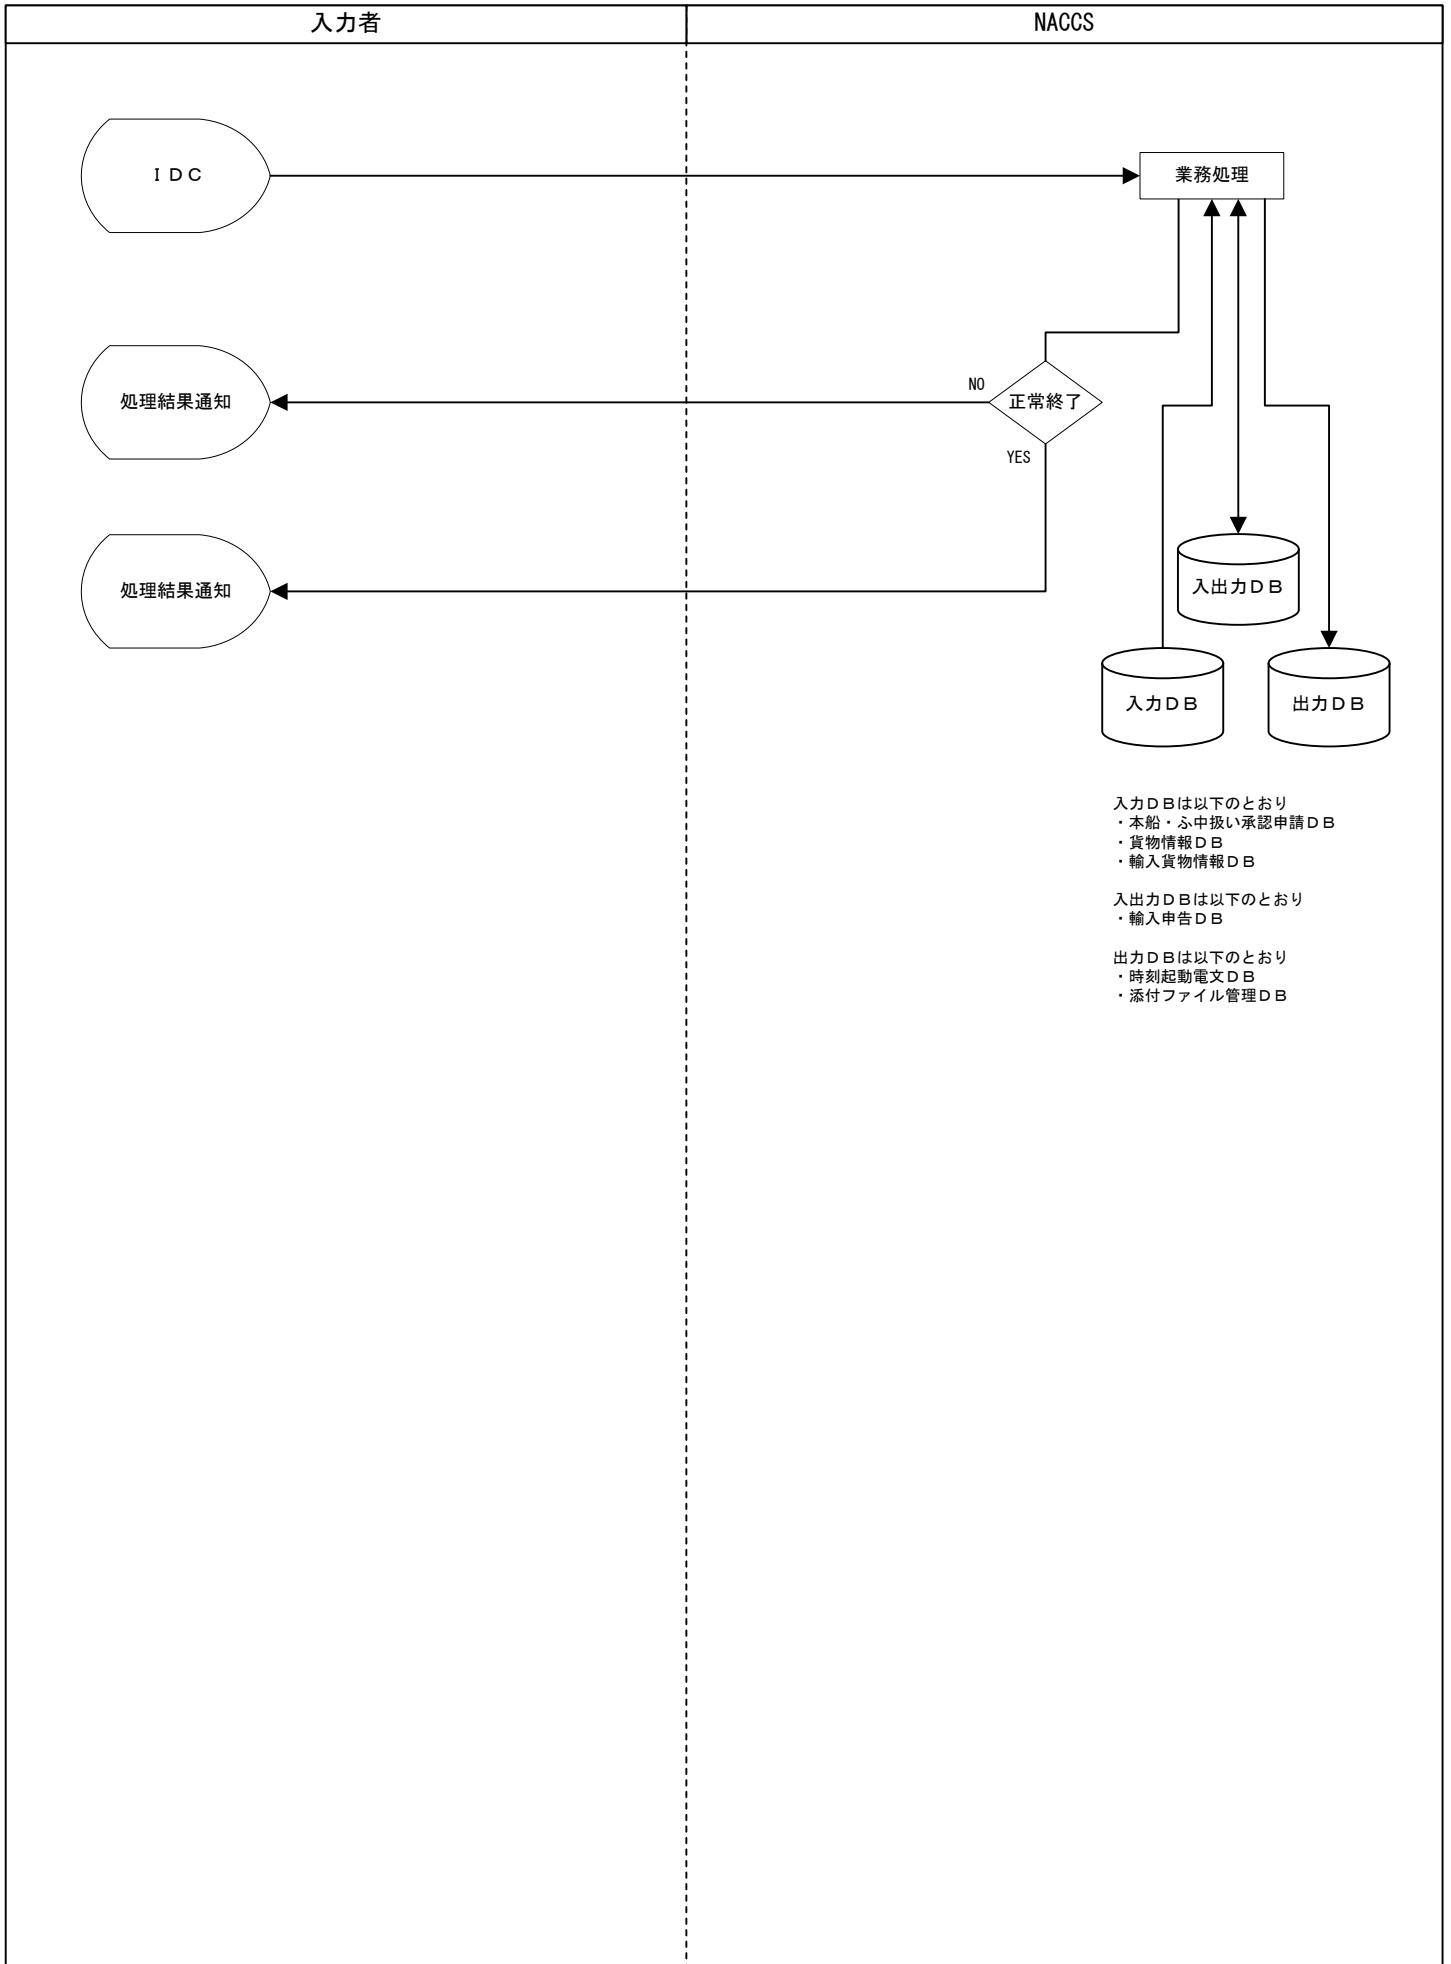 入力者
NACCS
ＩＤＣ
業務処理
処理結果通知
NO
正常終了
YES
処理結果通知
入出力ＤＢ
入力ＤＢ
出力ＤＢ
入力ＤＢは以下のとおり
・本船・ふ中扱い承認申請ＤＢ
・貨物情報ＤＢ
・輸入貨物情報ＤＢ
入出力ＤＢは以下のとおり
・輸入申告ＤＢ
出力ＤＢは以下のとおり
・時刻起動電文ＤＢ
・添付ファイル管理ＤＢ